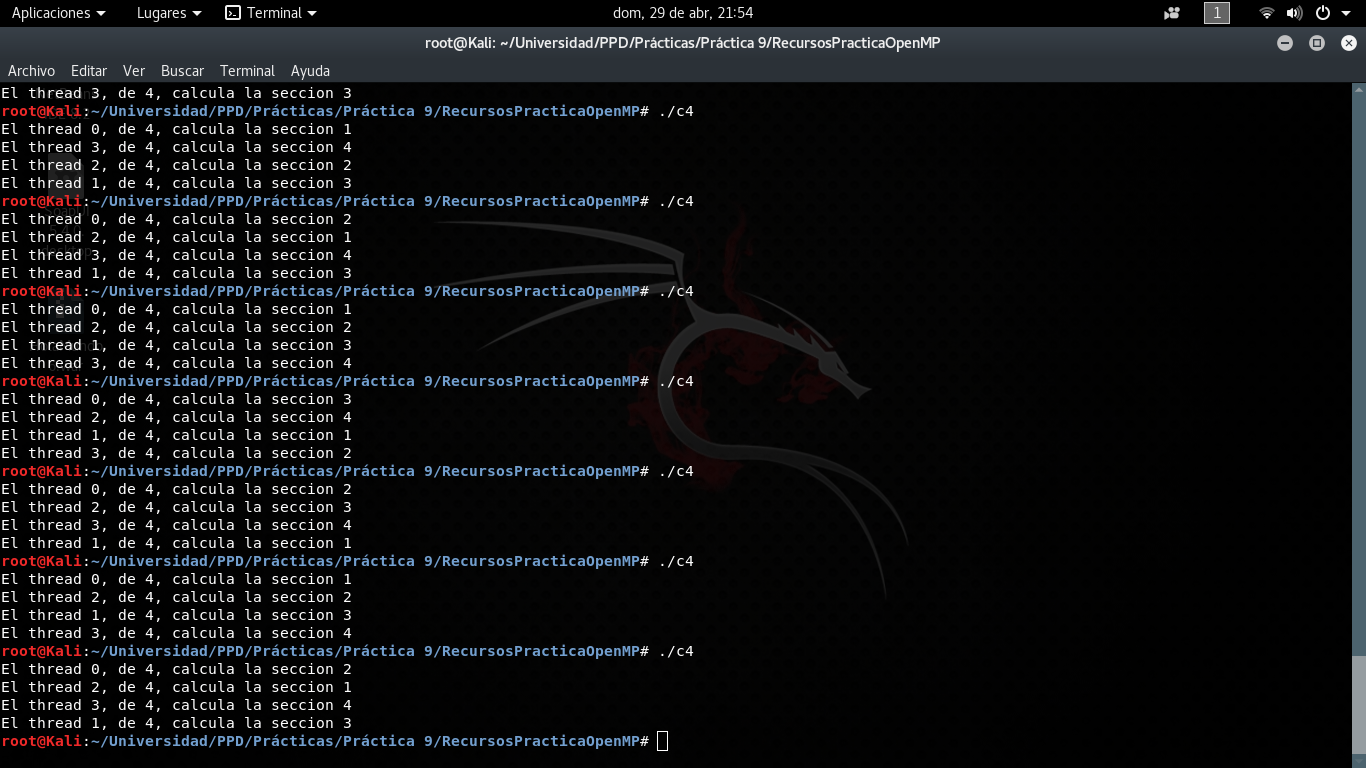 Aplicaciones Lugares Terminal dom, 29 de abr, 21:54 1
root@Kali: ~/Universidad/PPD/Prácticas/Práctica 9/RecursosPracticaOpenMP
Archivo Editar Ver Buscar Terminal Ayuda
El thread 3, de 4, calcula la seccion 3
root@Kali:~/Universidad/PPD/Prácticas/Práctica 9/RecursosPracticaOpenMP# ./c4
El thread 0, de 4, calcula la seccion 1
El thread 3, de 4, calcula la seccion 4
El thread 2, de 4, calcula la seccion 2
El thread 1, de 4, calcula la seccion 3
root@Kali:~/Universidad/PPD/Prácticas/Práctica 9/RecursosPracticaOpenMP# ./c4
El thread 0, de 4, calcula la seccion 2
El thread 2, de 4, calcula la seccion 1
El thread 3, de 4, calcula la seccion 4
El thread 1, de 4, calcula la seccion 3
root@Kali:~/Universidad/PPD/Prácticas/Práctica 9/RecursosPracticaOpenMP# ./c4
El thread 0, de 4, calcula la seccion 1
El thread 2, de 4, calcula la seccion 2
El thread 1, de 4, calcula la seccion 3
El thread 3, de 4, calcula la seccion 4
root@Kali:~/Universidad/PPD/Prácticas/Práctica 9/RecursosPracticaOpenMP# ./c4
El thread 0, de 4, calcula la seccion 3
El thread 2, de 4, calcula la seccion 4
El thread 1, de 4, calcula la seccion 1
El thread 3, de 4, calcula la seccion 2
root@Kali:~/Universidad/PPD/Prácticas/Práctica 9/RecursosPracticaOpenMP# ./c4
El thread 0, de 4, calcula la seccion 2
El thread 2, de 4, calcula la seccion 3
El thread 3, de 4, calcula la seccion 4
El thread 1, de 4, calcula la seccion 1
root@Kali:~/Universidad/PPD/Prácticas/Práctica 9/RecursosPracticaOpenMP# ./c4
El thread 0, de 4, calcula la seccion 1
El thread 2, de 4, calcula la seccion 2
El thread 1, de 4, calcula la seccion 3
El thread 3, de 4, calcula la seccion 4
root@Kali:~/Universidad/PPD/Prácticas/Práctica 9/RecursosPracticaOpenMP# ./c4
El thread 0, de 4, calcula la seccion 2
El thread 2, de 4, calcula la seccion 1
El thread 3, de 4, calcula la seccion 4
El thread 1, de 4, calcula la seccion 3
root@Kali:~/Universidad/PPD/Prácticas/Práctica 9/RecursosPracticaOpenMP#